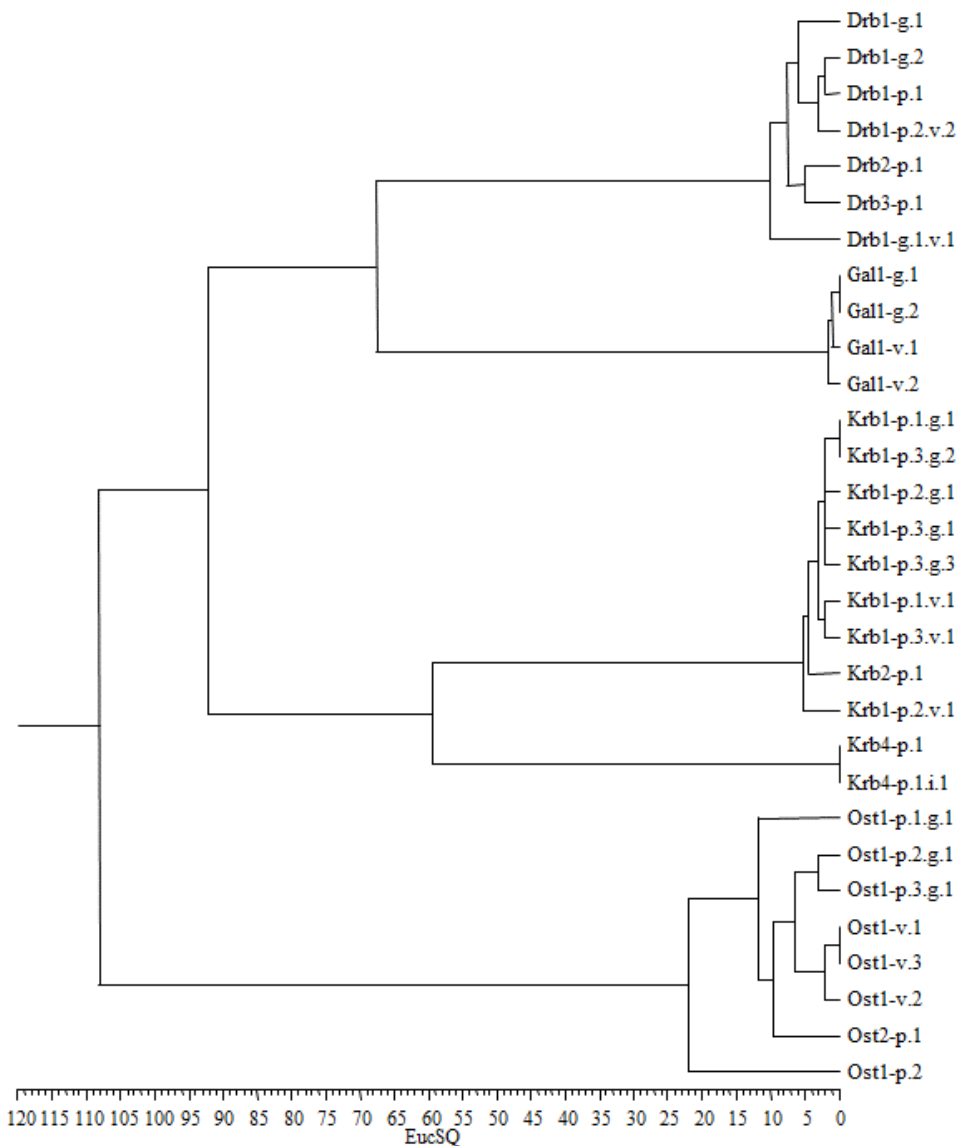 Drb1-g.1
Drb1-g.2
Drb1-p.1
Drb1-p.2.v.2
Drb2-p.1
Drb3-p.1
Drb1-g.1.v.1
Gal1-g.1
Gal1-g.2
Gal1-v.1
Gal1-v.2
Krb1-p.1.g.1
Krb1-p.3.g.2
Krb1-p.2.g.1
Krb1-p.3.g.1
Krb1-p.3.g.3
Krb1-p.1.v.1
Krb1-p.3.v.1
Krb2-p.1
Krb1-p.2.v.1
Krb4-p.1
Krb4-p.1.i.1
Ost1-p.1.g.1
Ost1-p.2.g.1
Ost1-p.3.g.1
Ost1-v.1
Ost1-v.3
Ost1-v.2
Ost2-p.1
Ost1-p.2
120 115 110 105 100 95 90 85 80 75 70 65 60 55 50 45 40 35 30 25 20 15 10 5 0
EucSQ